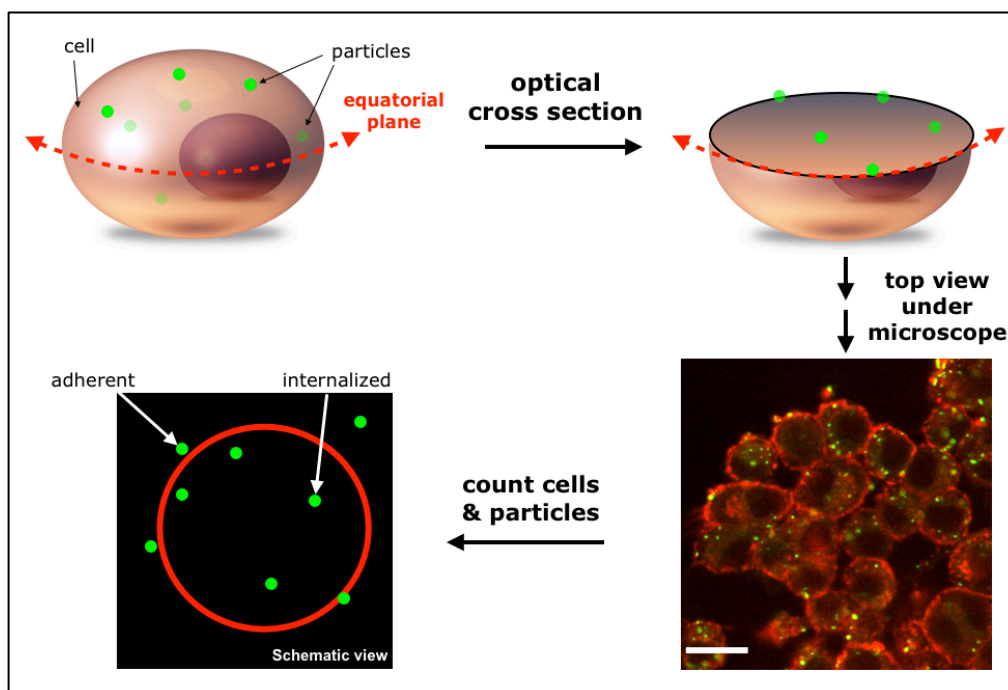 cell
particles
equatorial
plane
optical
cross section
top view
under
microscope
adherent
internalized
count cells
& particles
Schematic view